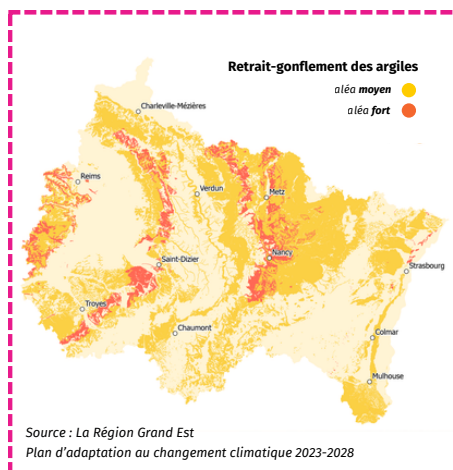 Retrait-gonflement des argiles
aléa moyen
aléa fort
Charleville-Mézières
Reims
Verdun
Metz
Nancy
Saint-Dizier
Strasbourg
Troyes
Chaumont
Colmar
Mulhouse
Source : La Région Grand Est
Plan d’adaptation au changement climatique 2023-2028